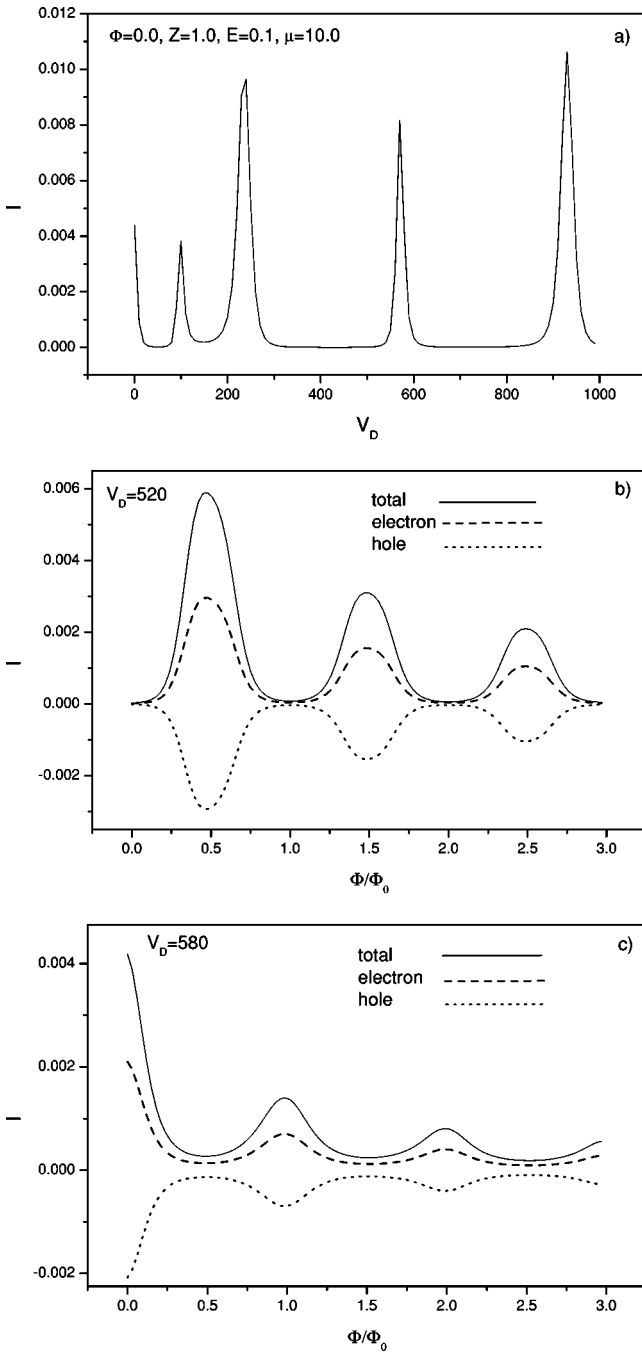 Φ=0.0, Z=1.0, E=0.1, μ=10.0
a)
0.012
0.010
0.008
0.006
0.004
0.002
0.000
I
0 200 400 600 800 1000
V_D
V_D=520
b)
total
electron
hole
0.006
0.004
0.002
0.000
-0.002
I
0.0 0.5 1.0 1.5 2.0 2.5 3.0
Φ/Φ_0
V_D=580
c)
total
electron
hole
0.004
0.002
0.000
-0.002
I
0.0 0.5 1.0 1.5 2.0 2.5 3.0
Φ/Φ_0